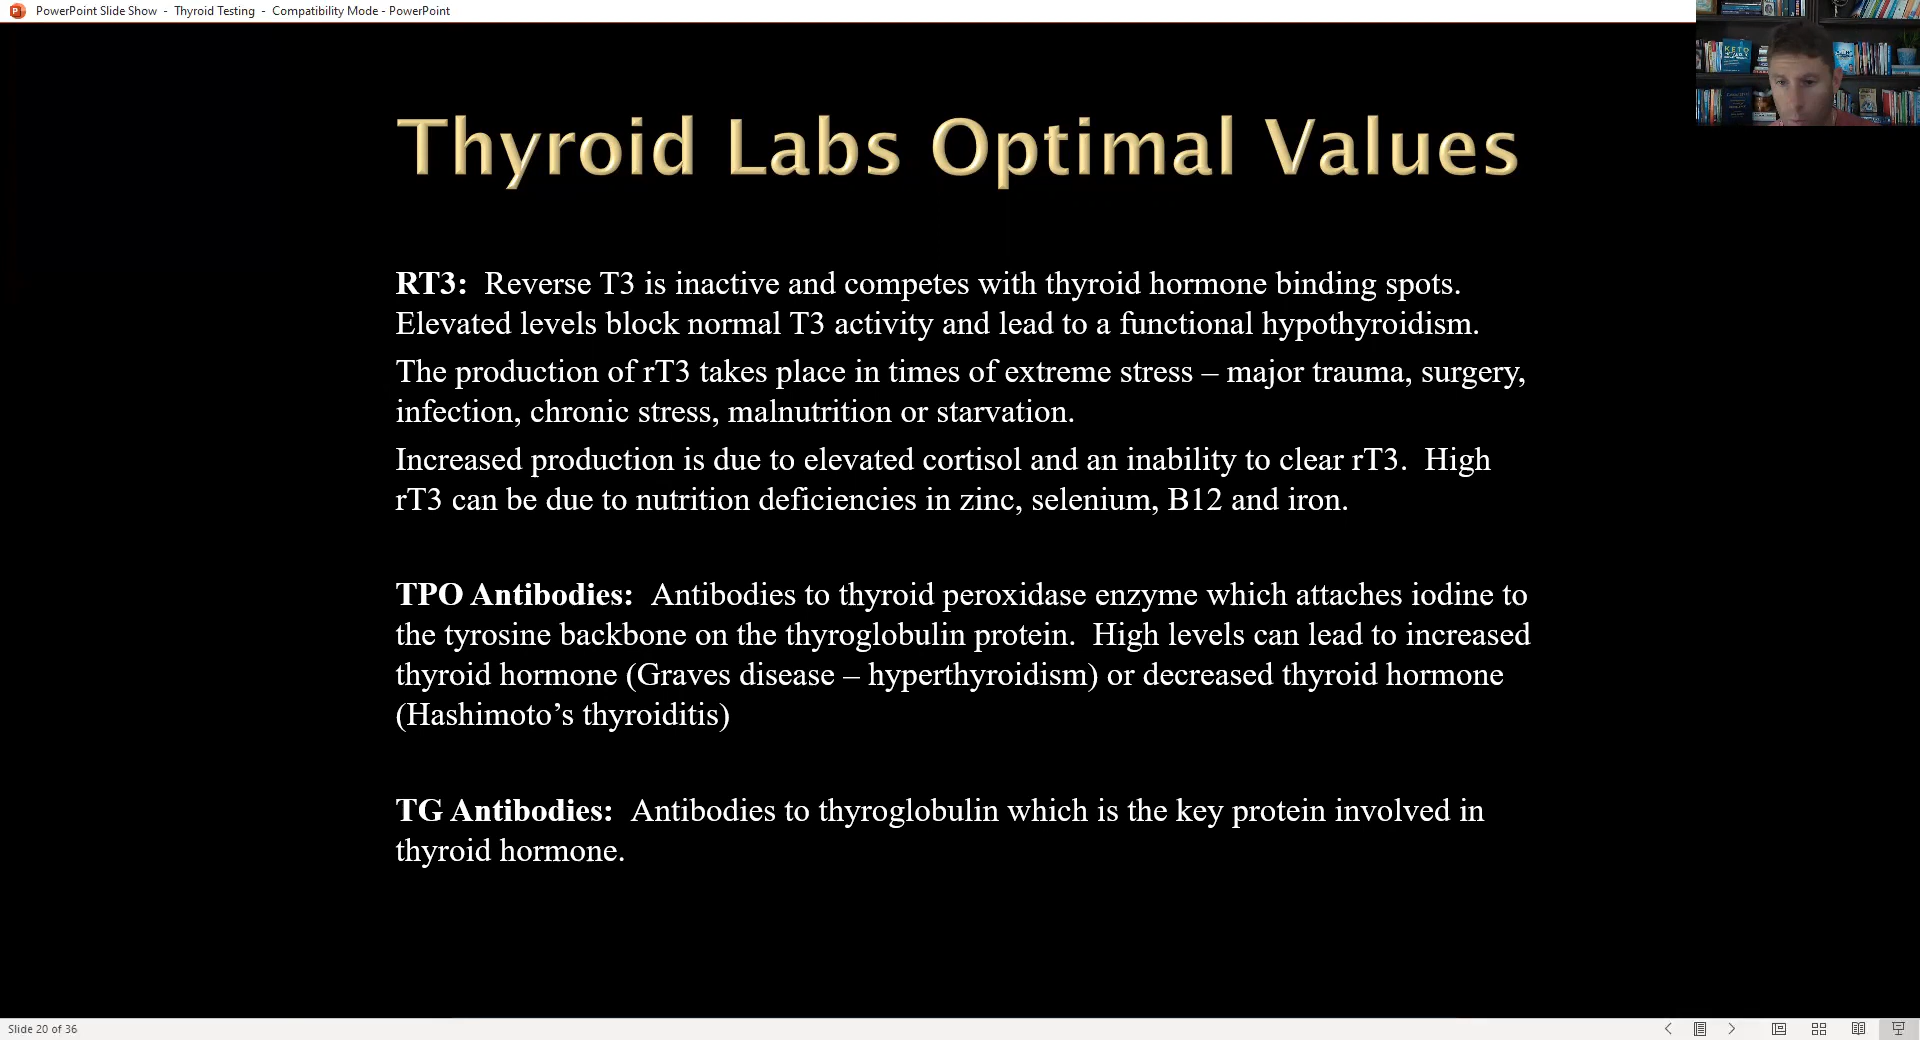 PowerPoint Slide Show - Thyroid Testing - Compatibility Mode - PowerPoint
KETO
Thyroid Labs Optimal Values
RT3: Reverse T3 is inactive and competes with thyroid hormone binding spots.
Elevated levels block normal T3 activity and lead to a functional hypothyroidism.
The production of rT3 takes place in times of extreme stress – major trauma, surgery,
infection, chronic stress, malnutrition or starvation.
Increased production is due to elevated cortisol and an inability to clear rT3. High
rT3 can be due to nutrition deficiencies in zinc, selenium, B12 and iron.
TPO Antibodies: Antibodies to thyroid peroxidase enzyme which attaches iodine to
the tyrosine backbone on the thyroglobulin protein. High levels can lead to increased
thyroid hormone (Graves disease – hyperthyroidism) or decreased thyroid hormone
(Hashimoto’s thyroiditis)
TG Antibodies: Antibodies to thyroglobulin which is the key protein involved in
thyroid hormone.
Slide 20 of 36